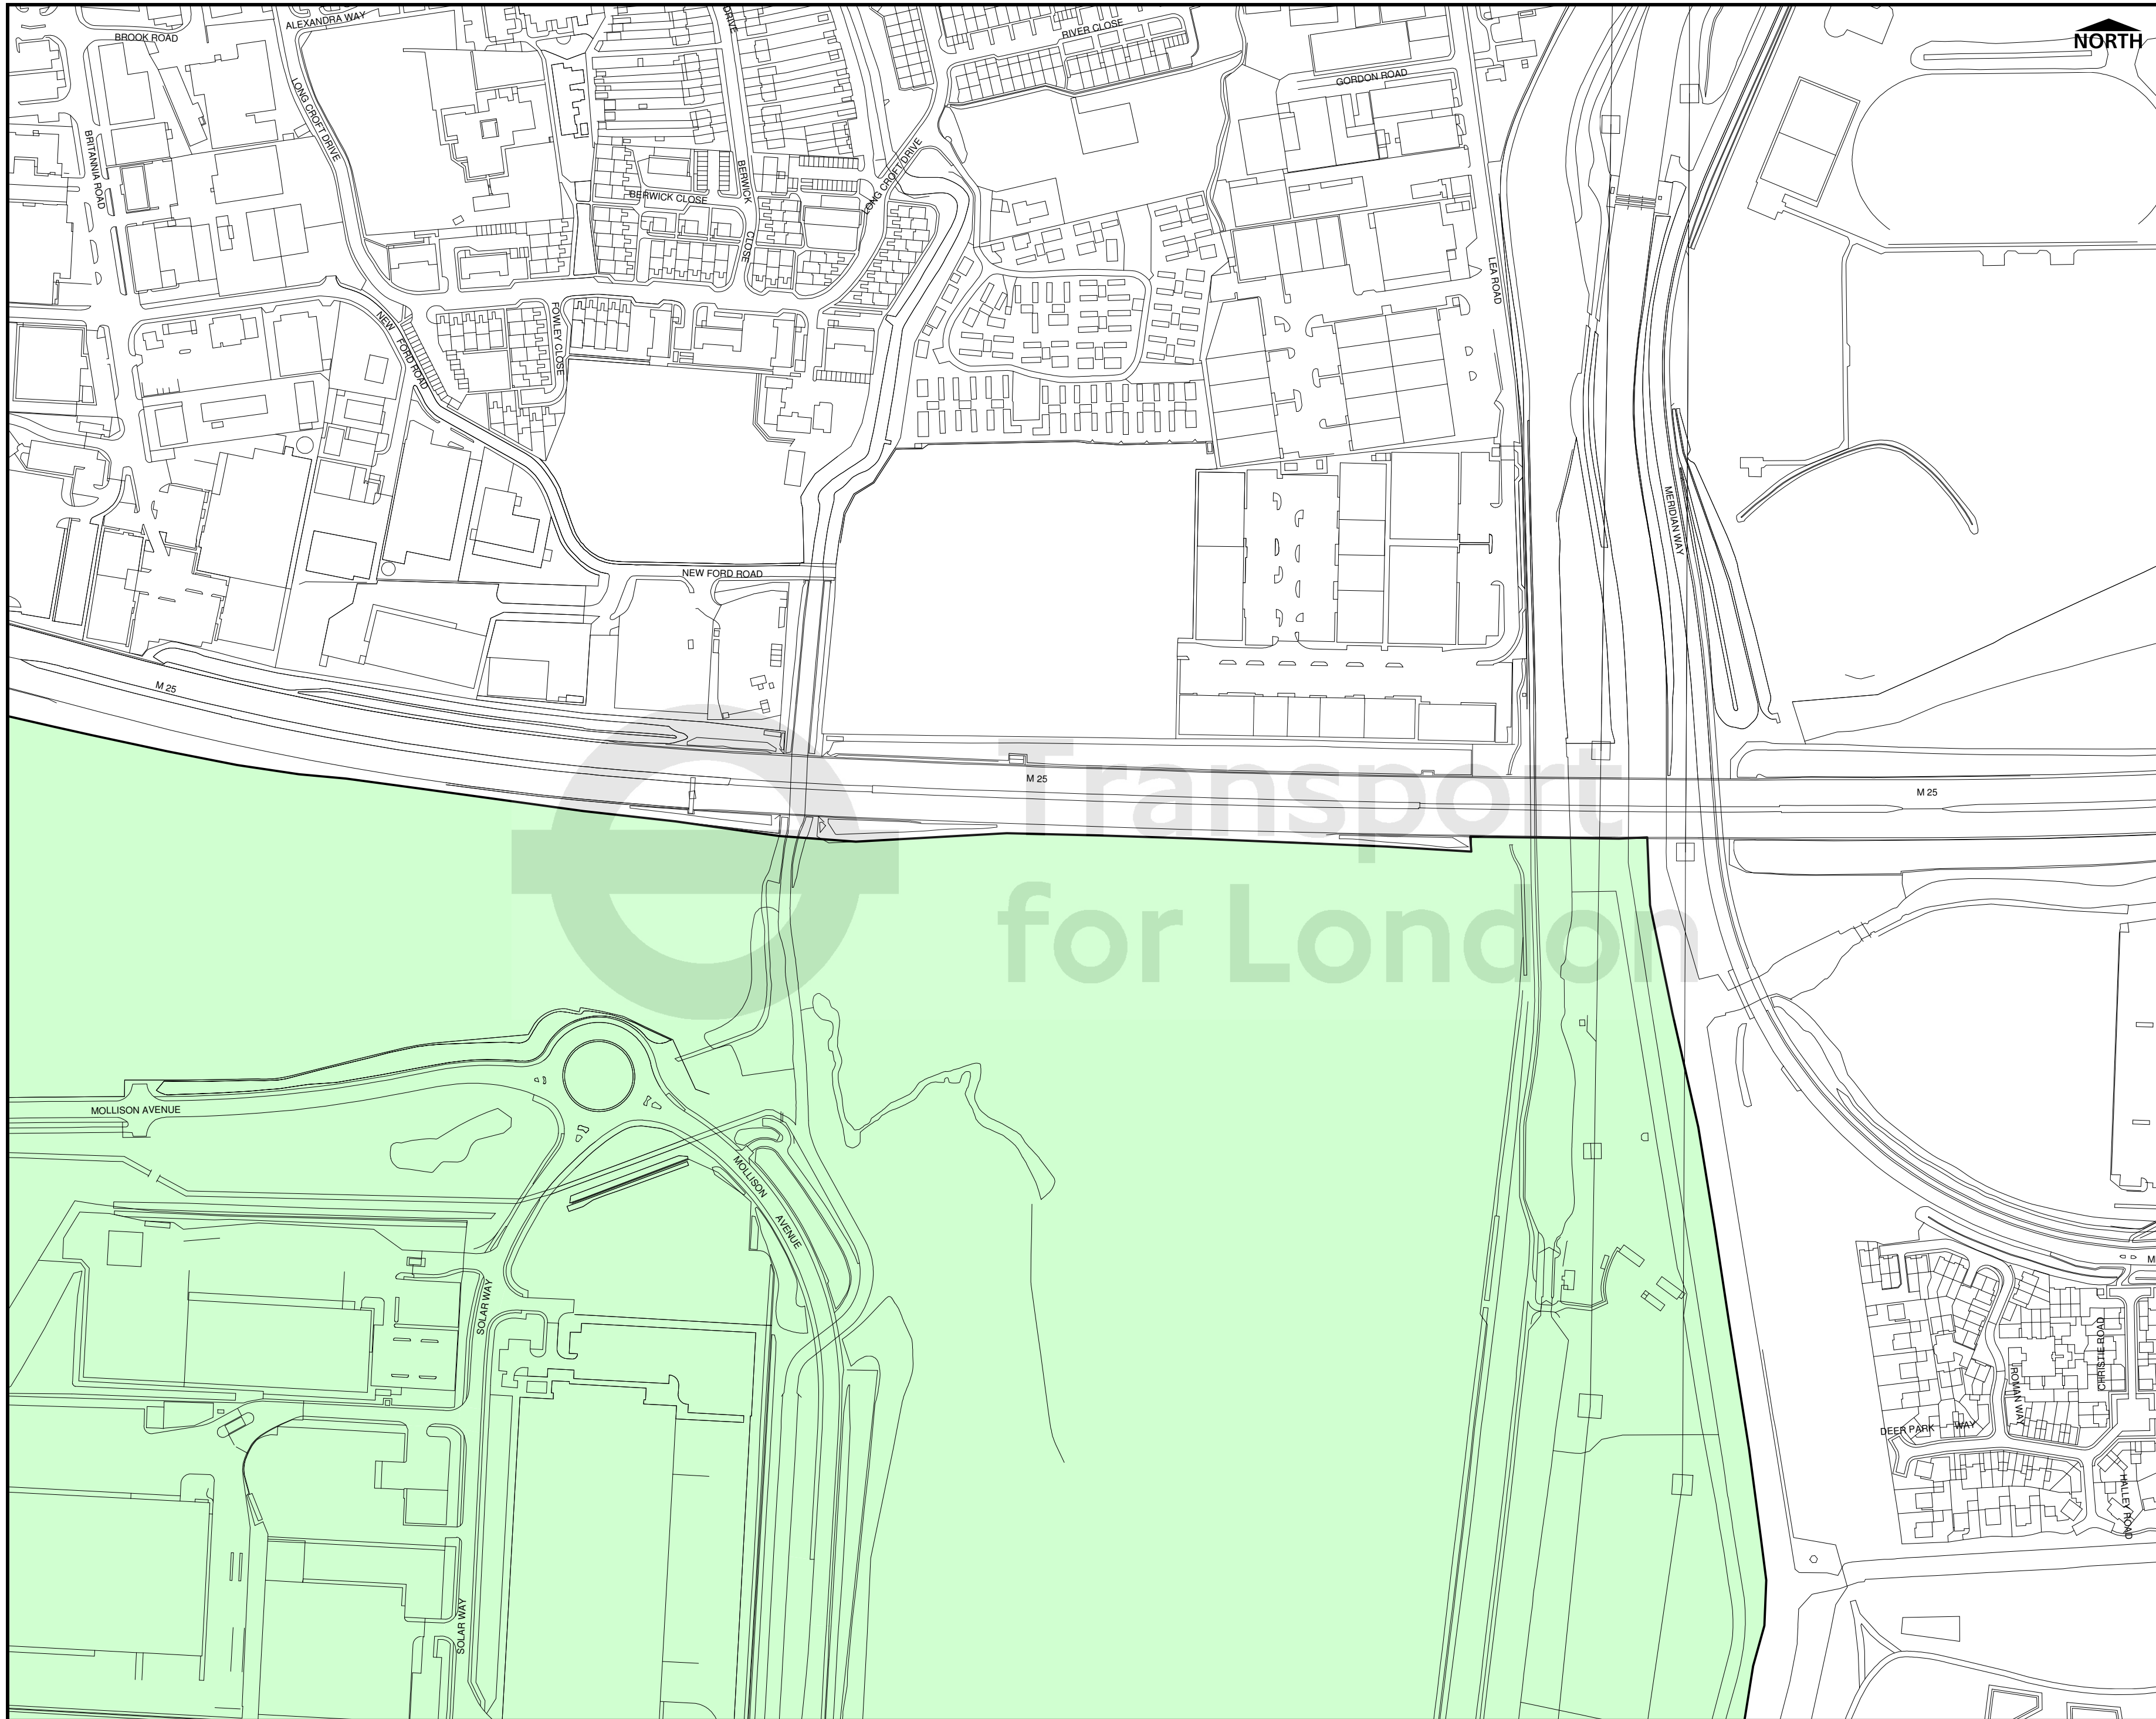 ALEXANDRA WAY
BROOK ROAD
DRIVE
RIVER CLOSE
NORTH
GORDON ROAD
LONG CROFT DRIVE
BRITANNIA ROAD
LONG CROFT DRIVE
BERWICK
CLOSE
BERWICK CLOSE
LEA ROAD
NEW
FORD ROAD
FOWLEY CLOSE
MERIDIAN WAY
NEW FORD ROAD
M 25
M 25
M 25
Transport
for London
MOLLISON AVENUE
MOLLISON
AVENUE
M
SOLAR WAY
CHRISTIE ROAD
ROMAN WAY
DEER PARK WAY
HALLEY ROAD
SOLAR WAY